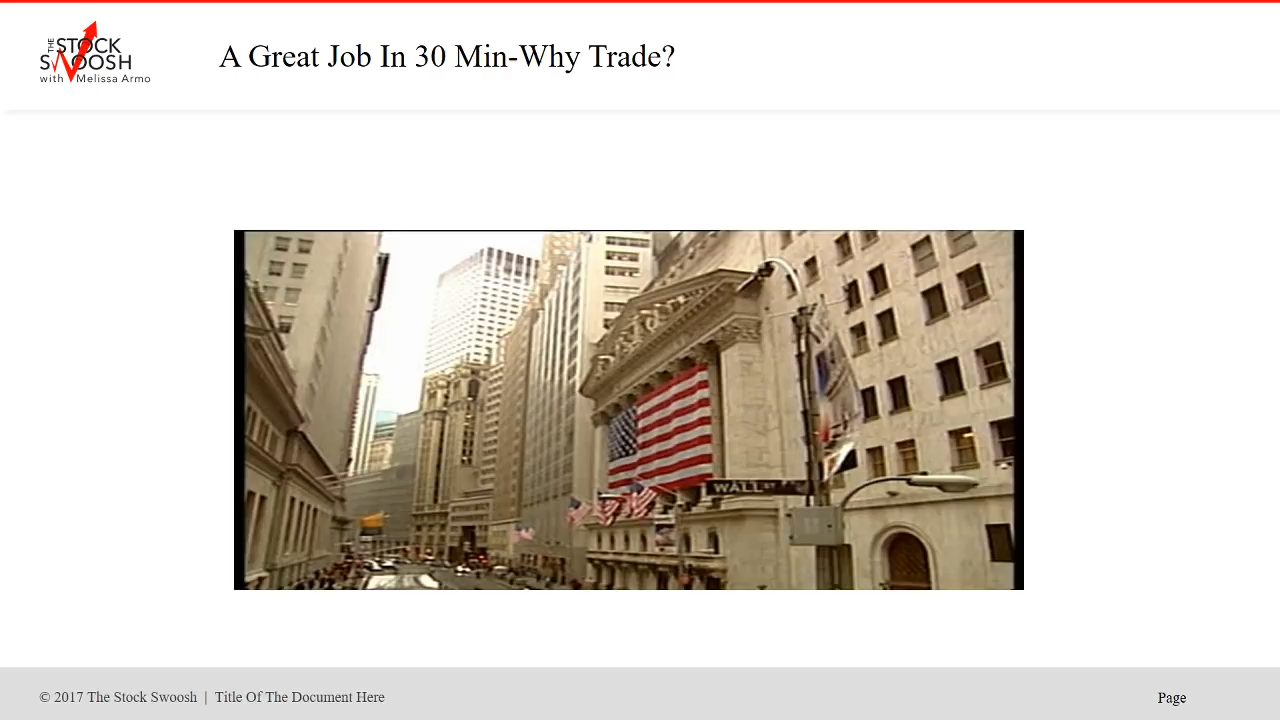 THE STOCK
SWOOSH
with Melissa Armo
A Great Job In 30 Min-Why Trade?
WALL ST
© 2017 The Stock Swoosh | Title Of The Document Here
Page